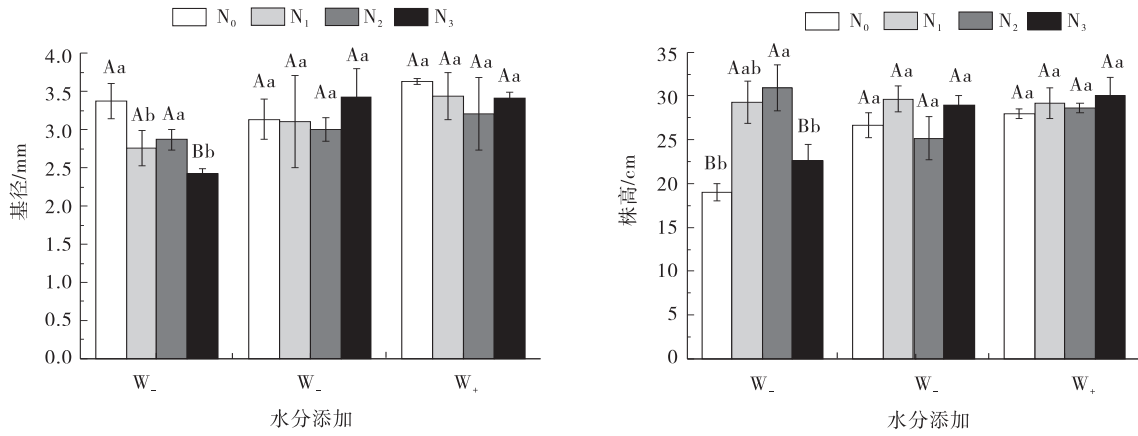 N₀ N₁ N₂ N₃
4.0
3.5
3.0
2.5
2.0
1.5
1.0
0.5
0.0
基径/mm
Aa Ab Aa Bb
Aa Aa Aa Aa
Aa Aa Aa Aa
W₋ W₋ W₊
水分添加
N₀ N₁ N₂ N₃
35
30
25
20
15
10
5
0
株高/cm
Bb Aab Aa Bb
Aa Aa Aa Aa
Aa Aa Aa Aa
W₋ W₋ W₊
水分添加